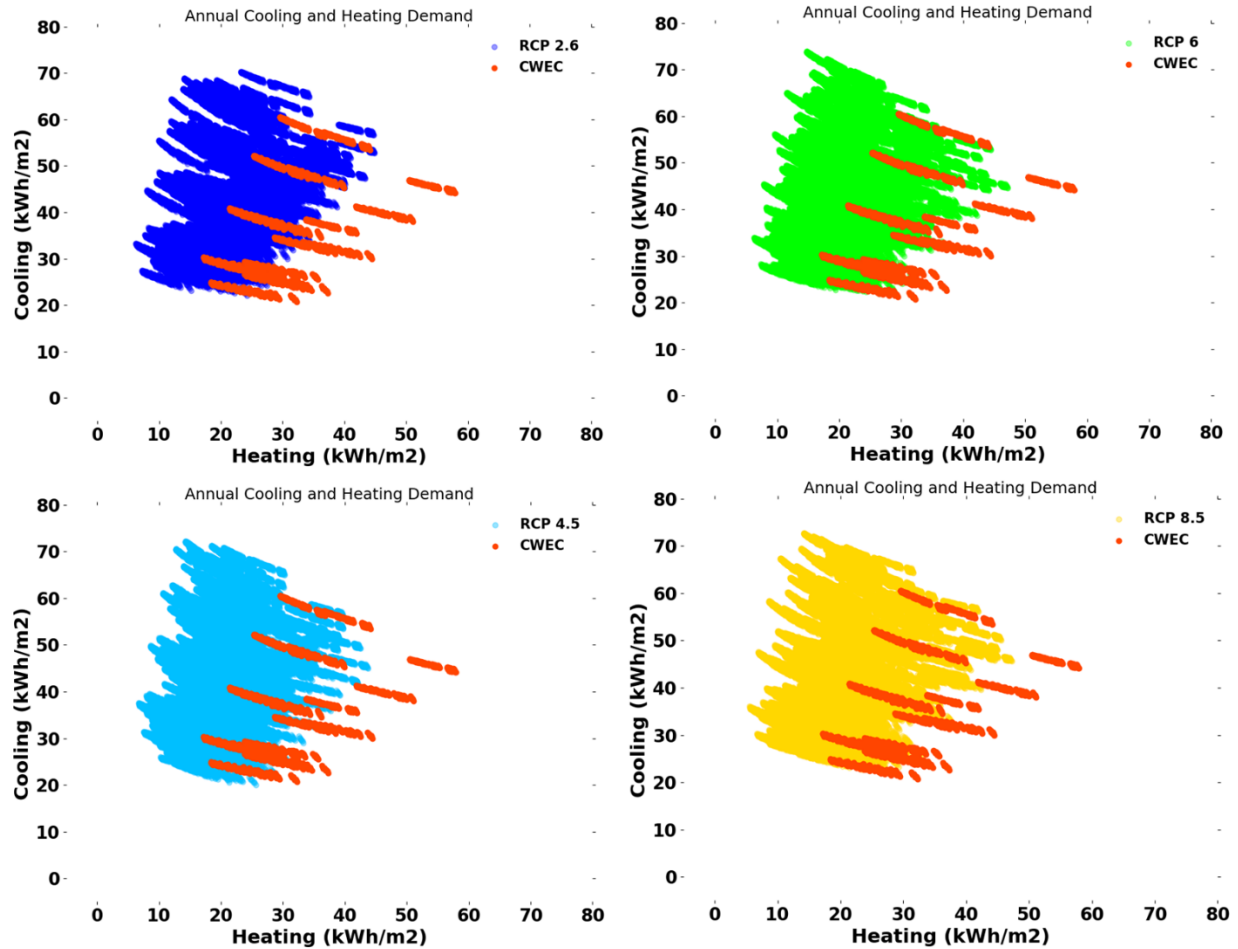 Annual Cooling and Heating Demand
80
70
60
50
40
30
20
10
0
Cooling (kWh/m2)
RCP 2.6
CWEC
0 10 20 30 40 50 60 70 80
Heating (kWh/m2)
Annual Cooling and Heating Demand
80
70
60
50
40
30
20
10
0
Cooling (kWh/m2)
RCP 6
CWEC
0 10 20 30 40 50 60 70 80
Heating (kWh/m2)
Annual Cooling and Heating Demand
80
70
60
50
40
30
20
10
0
Cooling (kWh/m2)
RCP 4.5
CWEC
0 10 20 30 40 50 60 70 80
Heating (kWh/m2)
Annual Cooling and Heating Demand
80
70
60
50
40
30
20
10
0
Cooling (kWh/m2)
RCP 8.5
CWEC
0 10 20 30 40 50 60 70 80
Heating (kWh/m2)